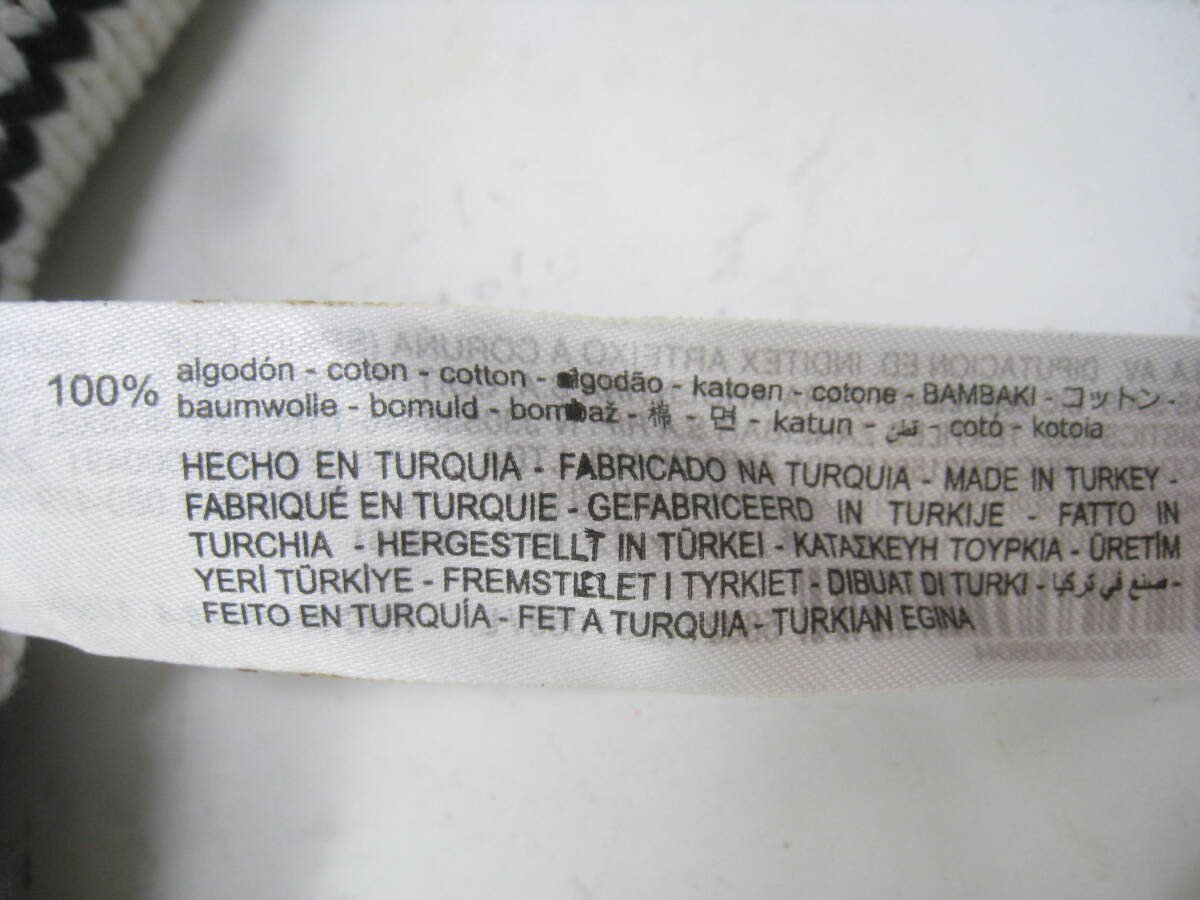 100% algodón - coton - cotton - algodão - katoen - cotone - BAMBAKI - コットン -
baumwolle - bomuld - bombaž - 棉 - 면 - katun - قطن - cotó - kotoia
HECHO EN TURQUIA - FABRICADO NA TURQUIA - MADE IN TURKEY -
FABRIQUÉ EN TURQUIE - GEFABRICEERD IN TURKIJE - FATTO IN
TURCHIA - HERGESTELLT IN TÜRKEI - ΚΑΤΑΣΚΕΥΗ ΤΟΥΡΚΙΑ - ÜRETİM
YERİ TÜRKİYE - FREMSTILLET I TYRKIET - DIBUAT DI TURKI - صنع في تركيا -
FEITO EN TURQUÍA - FET A TURQUIA - TURKIAN EGINA